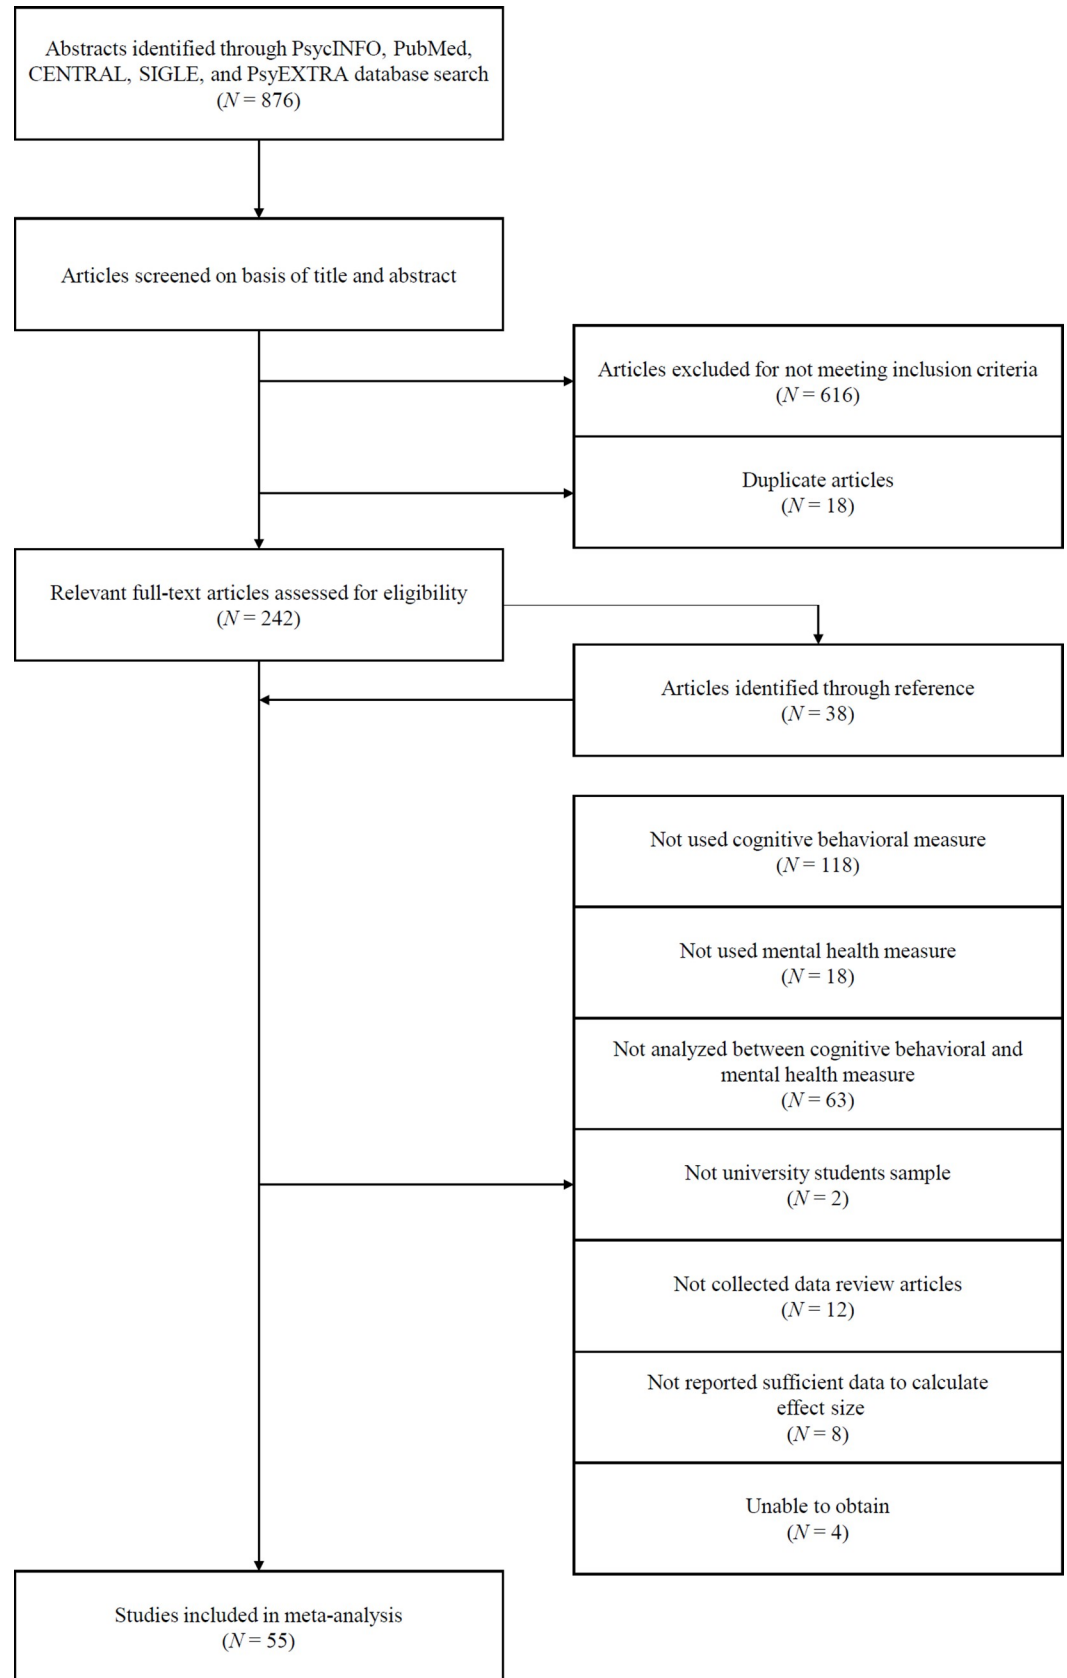 Abstracts identified through PsycINFO, PubMed,
CENTRAL, SIGLE, and PsyEXTRA database search
(N = 876)
Articles screened on basis of title and abstract
Articles excluded for not meeting inclusion criteria
(N = 616)
Duplicate articles
(N = 18)
Relevant full-text articles assessed for eligibility
(N = 242)
Articles identified through reference
(N = 38)
Not used cognitive behavioral measure
(N = 118)
Not used mental health measure
(N = 18)
Not analyzed between cognitive behavioral and
mental health measure
(N = 63)
Not university students sample
(N = 2)
Not collected data review articles
(N = 12)
Not reported sufficient data to calculate
effect size
(N = 8)
Unable to obtain
(N = 4)
Studies included in meta-analysis
(N = 55)